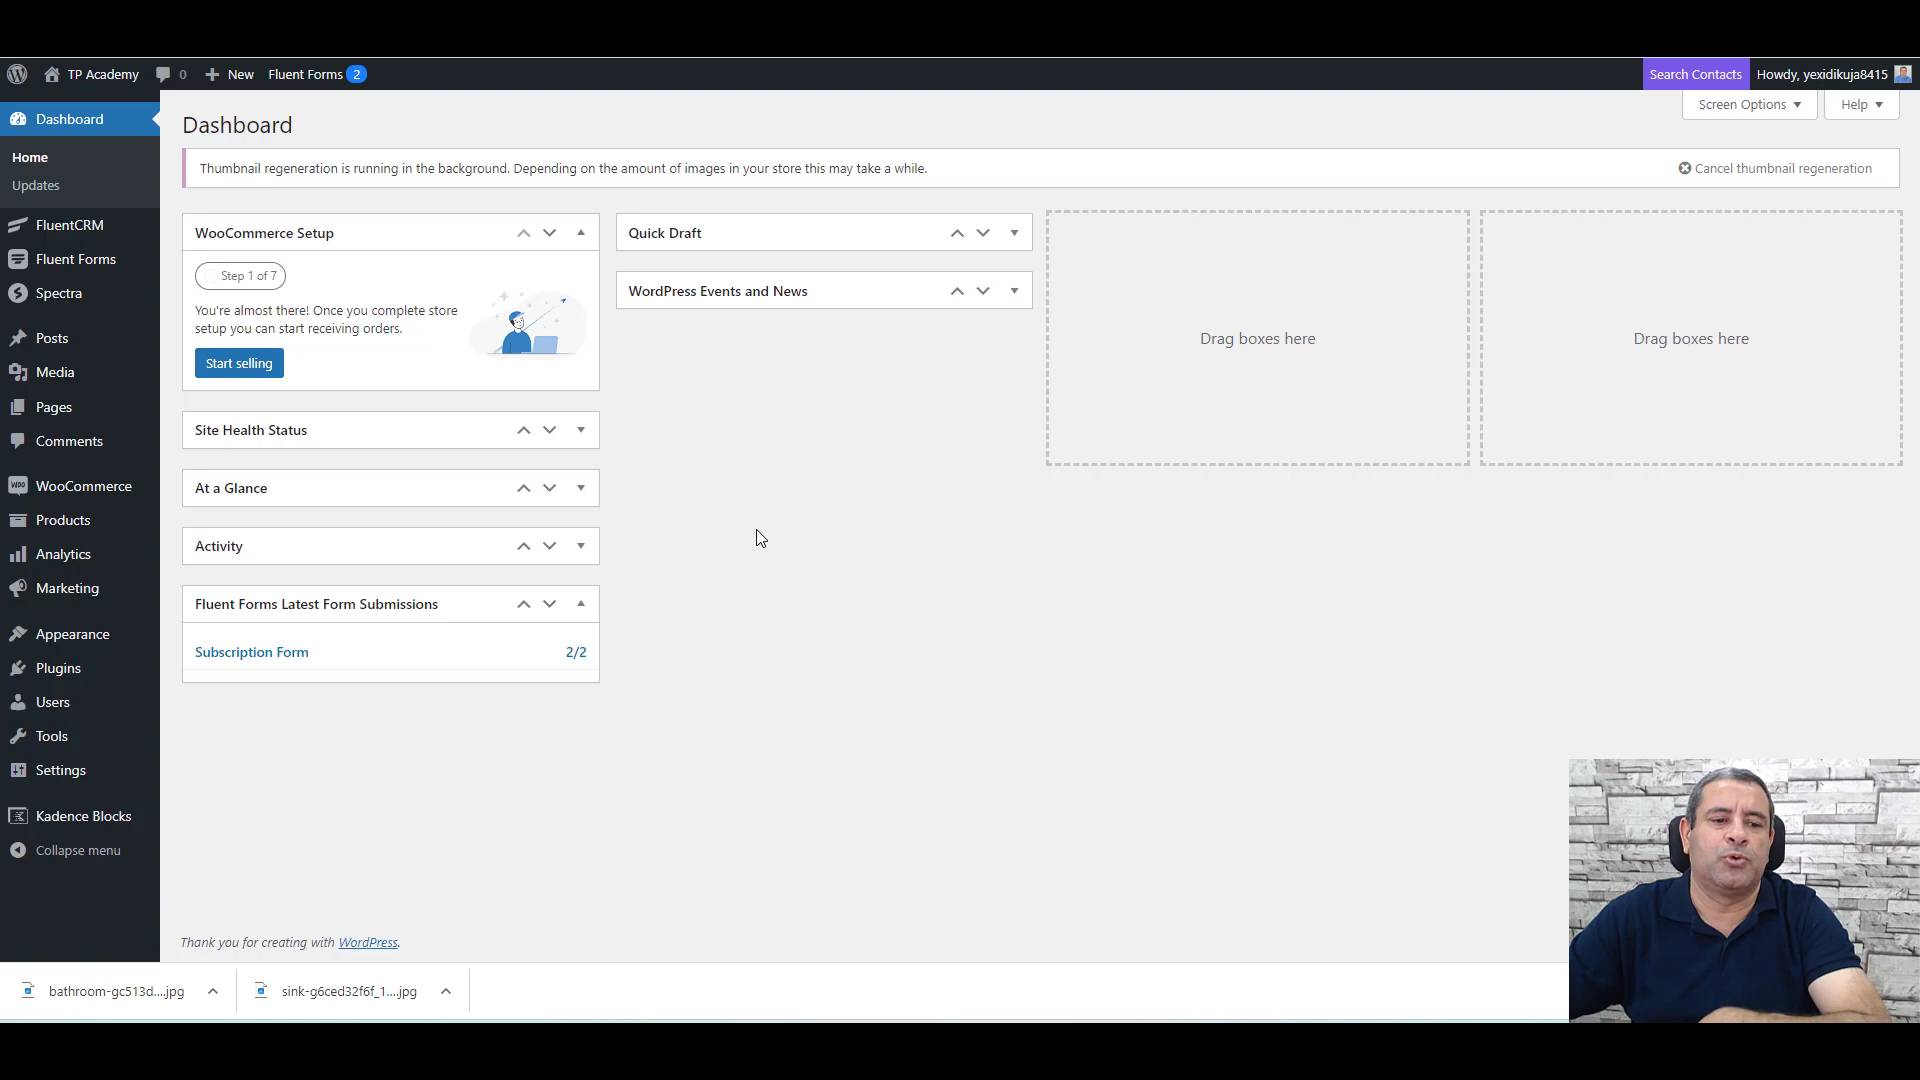 TP Academy
0
New
Fluent Forms 2
Search Contacts
Howdy, yexidikuja8415
Dashboard
Home
Updates
FluentCRM
Fluent Forms
Spectra
Posts
Media
Pages
Comments
WooCommerce
Products
Analytics
Marketing
Appearance
Plugins
Users
Tools
Settings
Kadence Blocks
Collapse menu
Screen Options
Help
Dashboard
Thumbnail regeneration is running in the background. Depending on the amount of images in your store this may take a while.
Cancel thumbnail regeneration
WooCommerce Setup
Step 1 of 7
You're almost there! Once you complete store
setup you can start receiving orders.
Start selling
Site Health Status
At a Glance
Activity
Fluent Forms Latest Form Submissions
Subscription Form 2/2
Quick Draft
WordPress Events and News
Drag boxes here
Drag boxes here
Thank you for creating with WordPress.
bathroom-gc513d....jpg
sink-g6ced32f6f_1....jpg